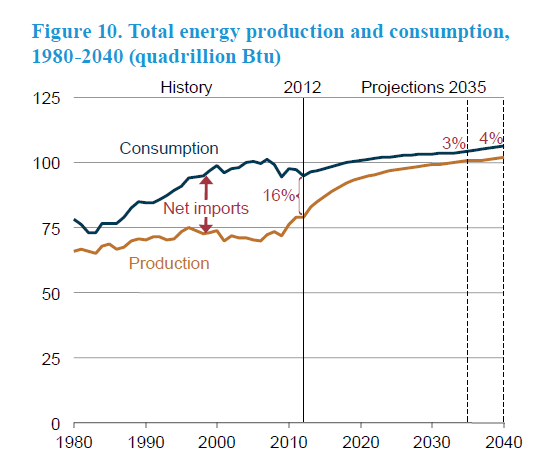 Figure 10. Total energy production and consumption,
1980-2040 (quadrillion Btu)
History 2012 Projections 2035
125
100
75
50
25
0
Consumption
3% 4%
16%
Net imports
Production
1980 1990 2000 2010 2020 2030 2040